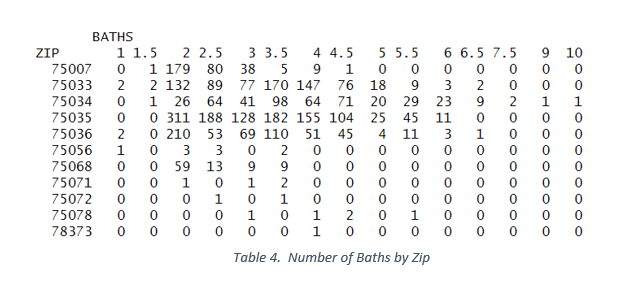 BATHS
ZIP 1 1.5 2 2.5 3 3.5 4 4.5 5 5.5 6 6.5 7.5 9 10
75007 0 1 179 80 38 5 9 1 0 0 0 0 0 0 0
75033 2 2 132 89 77 170 147 76 18 9 3 2 0 0 0
75034 0 1 26 64 41 98 64 71 20 29 23 9 2 1 1
75035 0 0 311 188 128 182 155 104 25 45 11 0 0 0 0
75036 2 0 210 53 69 110 51 45 4 11 3 1 0 0 0
75056 1 0 3 3 0 2 0 0 0 0 0 0 0 0 0
75068 0 0 59 13 9 9 0 0 0 0 0 0 0 0 0
75071 0 0 1 0 1 2 0 0 0 0 0 0 0 0 0
75072 0 0 0 1 0 1 0 0 0 0 0 0 0 0 0
75078 0 0 0 0 1 0 1 2 0 1 0 0 0 0 0
78373 0 0 0 0 0 0 1 0 0 0 0 0 0 0 0
Table 4. Number of Baths by Zip